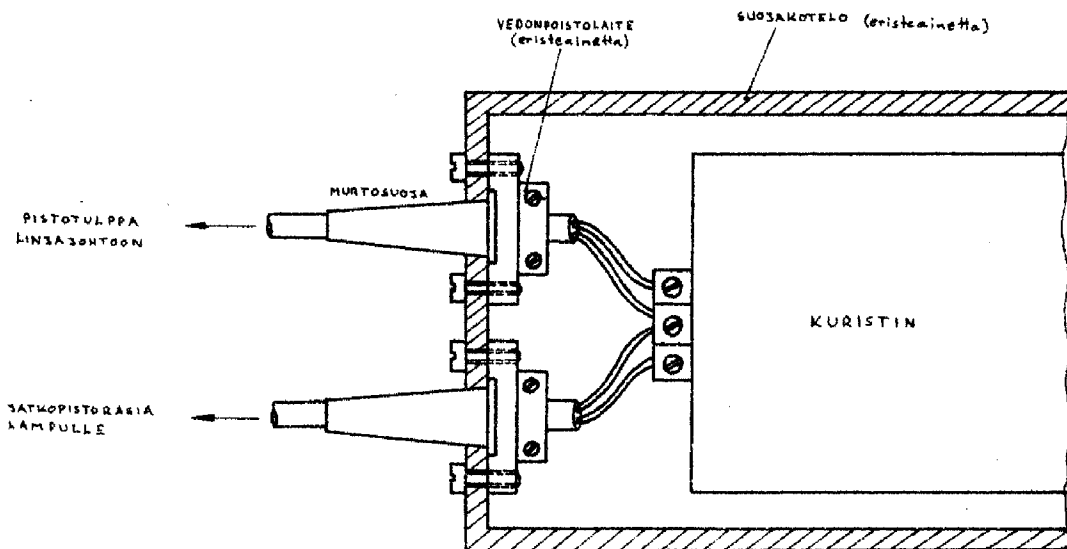 VEDONPOISTOLAITE
(eristeainetta)
SUOJAKOTELO (eristeainetta)
MURTOSUOJA
PISTOTULPPA
LINJAJOHTOON
KURISTIN
JATKOPISTORASIA
LAMPULLE